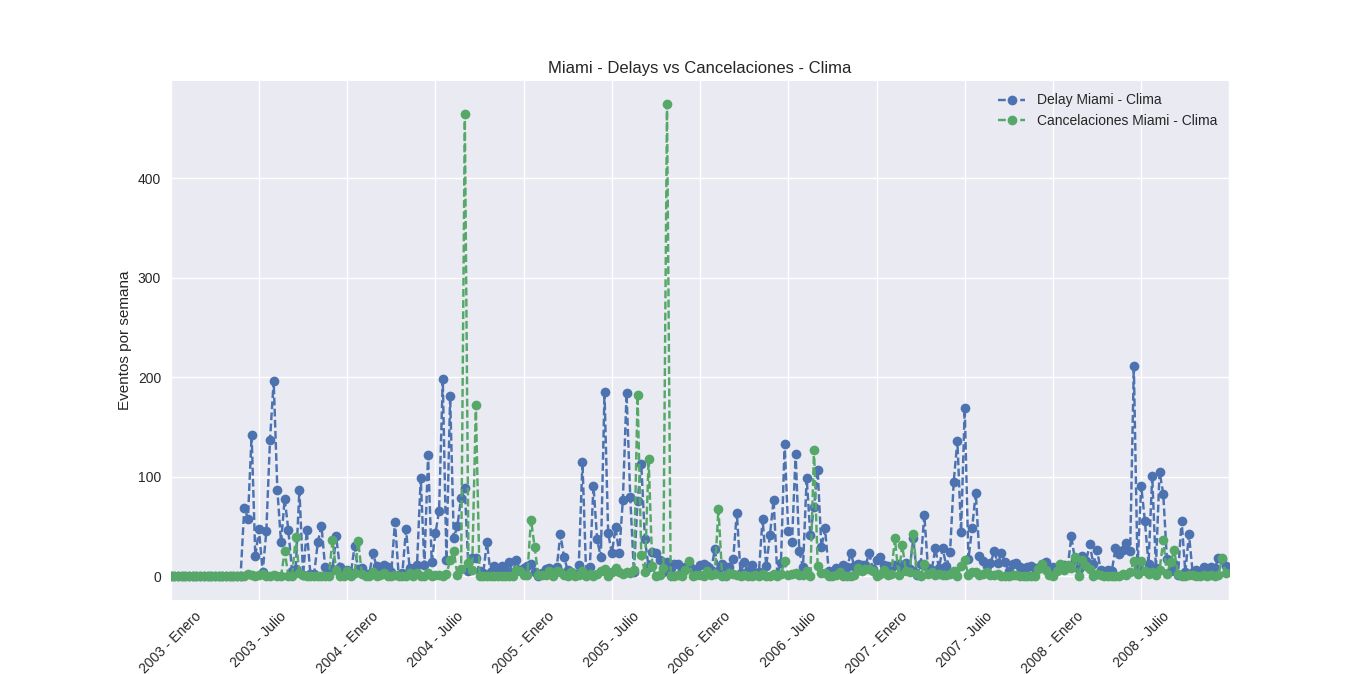 Miami - Delays vs Cancelaciones - Clima
Delay Miami - Clima
Cancelaciones Miami - Clima
Eventos por semana
400
300
200
100
0
2003 - Enero
2003 - Julio
2004 - Enero
2004 - Julio
2005 - Enero
2005 - Julio
2006 - Enero
2006 - Julio
2007 - Enero
2007 - Julio
2008 - Enero
2008 - Julio